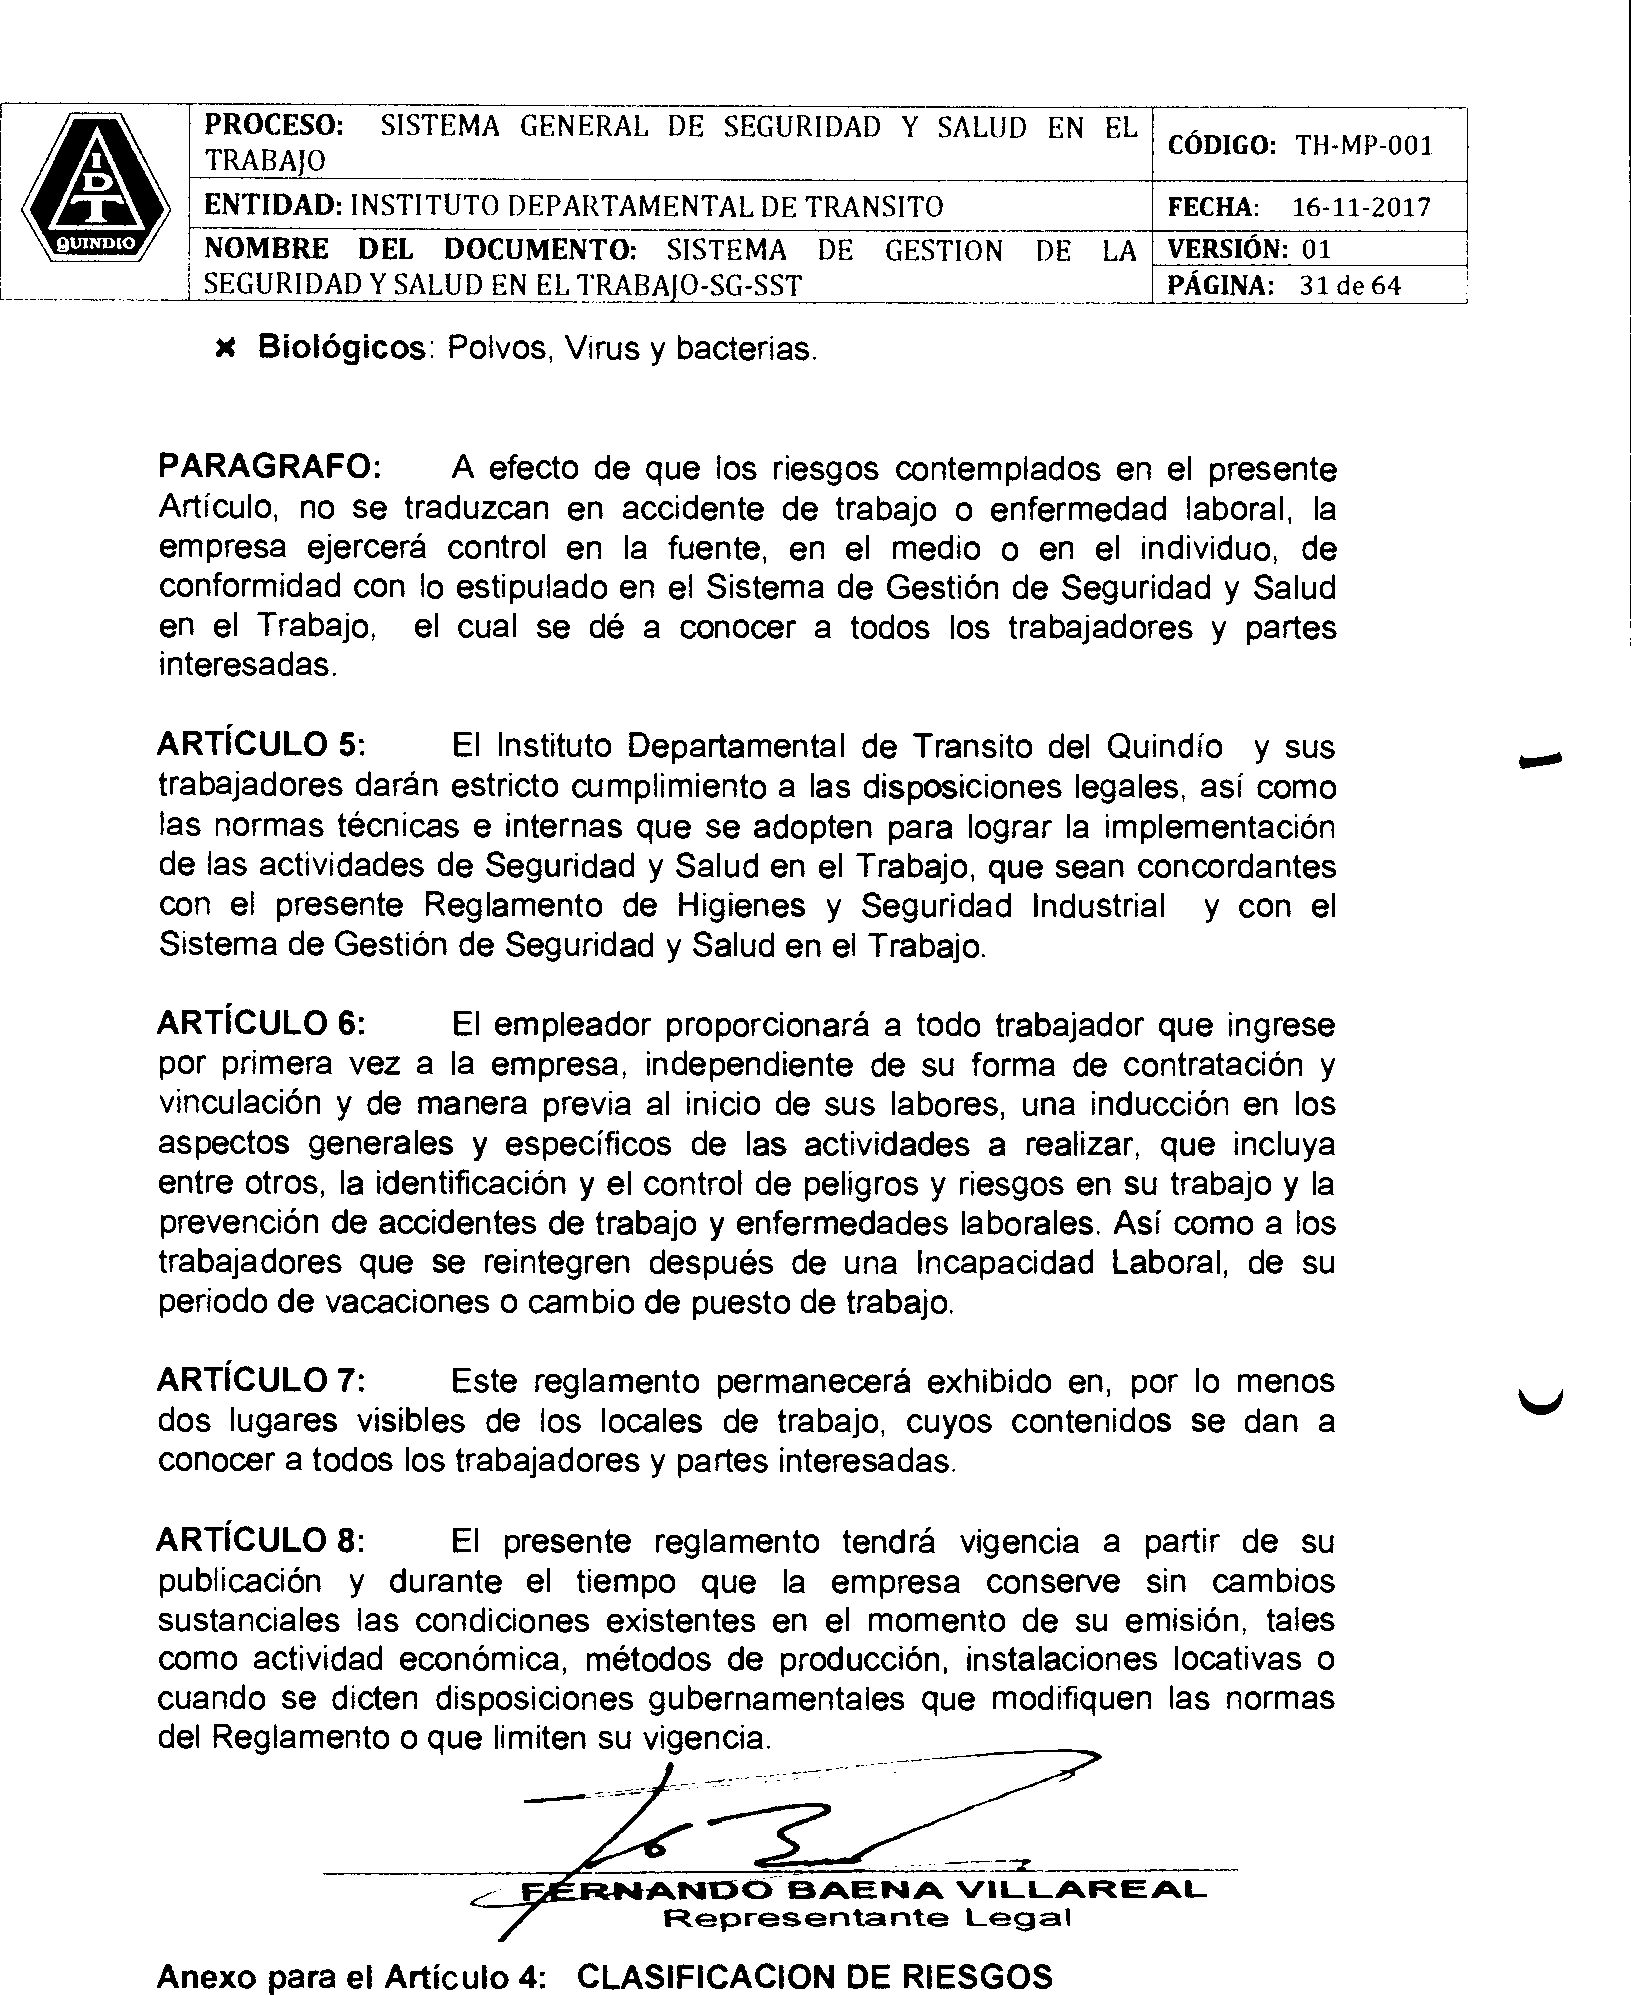 IDT
QUINDIO
PROCESO: SISTEMA GENERAL DE SEGURIDAD Y SALUD EN EL
TRABAJO
CÓDIGO: TH-MP-001
ENTIDAD: INSTITUTO DEPARTAMENTAL DE TRANSITO
FECHA: 16-11-2017
NOMBRE DEL DOCUMENTO: SISTEMA DE GESTION DE LA
SEGURIDAD Y SALUD EN EL TRABAJO-SG-SST
VERSIÓN: 01
PÁGINA: 31 de 64
× Biológicos: Polvos, Virus y bacterias.
PARAGRAFO: A efecto de que los riesgos contemplados en el presente
Artículo, no se traduzcan en accidente de trabajo o enfermedad laboral, la
empresa ejercerá control en la fuente, en el medio o en el individuo, de
conformidad con lo estipulado en el Sistema de Gestión de Seguridad y Salud
en el Trabajo, el cual se dé a conocer a todos los trabajadores y partes
interesadas.
ARTÍCULO 5: El Instituto Departamental de Transito del Quindío y sus
trabajadores darán estricto cumplimiento a las disposiciones legales, así como
las normas técnicas e internas que se adopten para lograr la implementación
de las actividades de Seguridad y Salud en el Trabajo, que sean concordantes
con el presente Reglamento de Higienes y Seguridad Industrial y con el
Sistema de Gestión de Seguridad y Salud en el Trabajo.
ARTÍCULO 6: El empleador proporcionará a todo trabajador que ingrese
por primera vez a la empresa, independiente de su forma de contratación y
vinculación y de manera previa al inicio de sus labores, una inducción en los
aspectos generales y específicos de las actividades a realizar, que incluya
entre otros, la identificación y el control de peligros y riesgos en su trabajo y la
prevención de accidentes de trabajo y enfermedades laborales. Así como a los
trabajadores que se reintegren después de una Incapacidad Laboral, de su
periodo de vacaciones o cambio de puesto de trabajo.
ARTÍCULO 7: Este reglamento permanecerá exhibido en, por lo menos
dos lugares visibles de los locales de trabajo, cuyos contenidos se dan a
conocer a todos los trabajadores y partes interesadas.
ARTÍCULO 8: El presente reglamento tendrá vigencia a partir de su
publicación y durante el tiempo que la empresa conserve sin cambios
sustanciales las condiciones existentes en el momento de su emisión, tales
como actividad económica, métodos de producción, instalaciones locativas o
cuando se dicten disposiciones gubernamentales que modifiquen las normas
del Reglamento o que limiten su vigencia.
FERNANDO BAENA VILLAREAL
Representante Legal
Anexo para el Artículo 4: CLASIFICACION DE RIESGOS